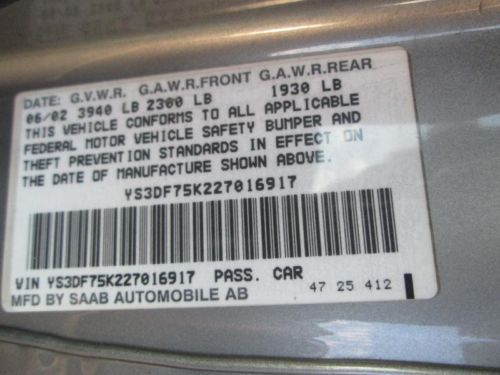 DATE: G.V.W.R. G.A.W.R.FRONT G.A.W.R.REAR
06/02 3940 LB 2300 LB 1930 LB
THIS VEHICLE CONFORMS TO ALL APPLICABLE
FEDERAL MOTOR VEHICLE SAFETY BUMPER AND
THEFT PREVENTION STANDARDS IN EFFECT ON
THE DATE OF MANUFACTURE SHOWN ABOVE.
YS3DF75K227016917
VIN YS3DF75K227016917 PASS. CAR
MFD BY SAAB AUTOMOBILE AB 47 25 412